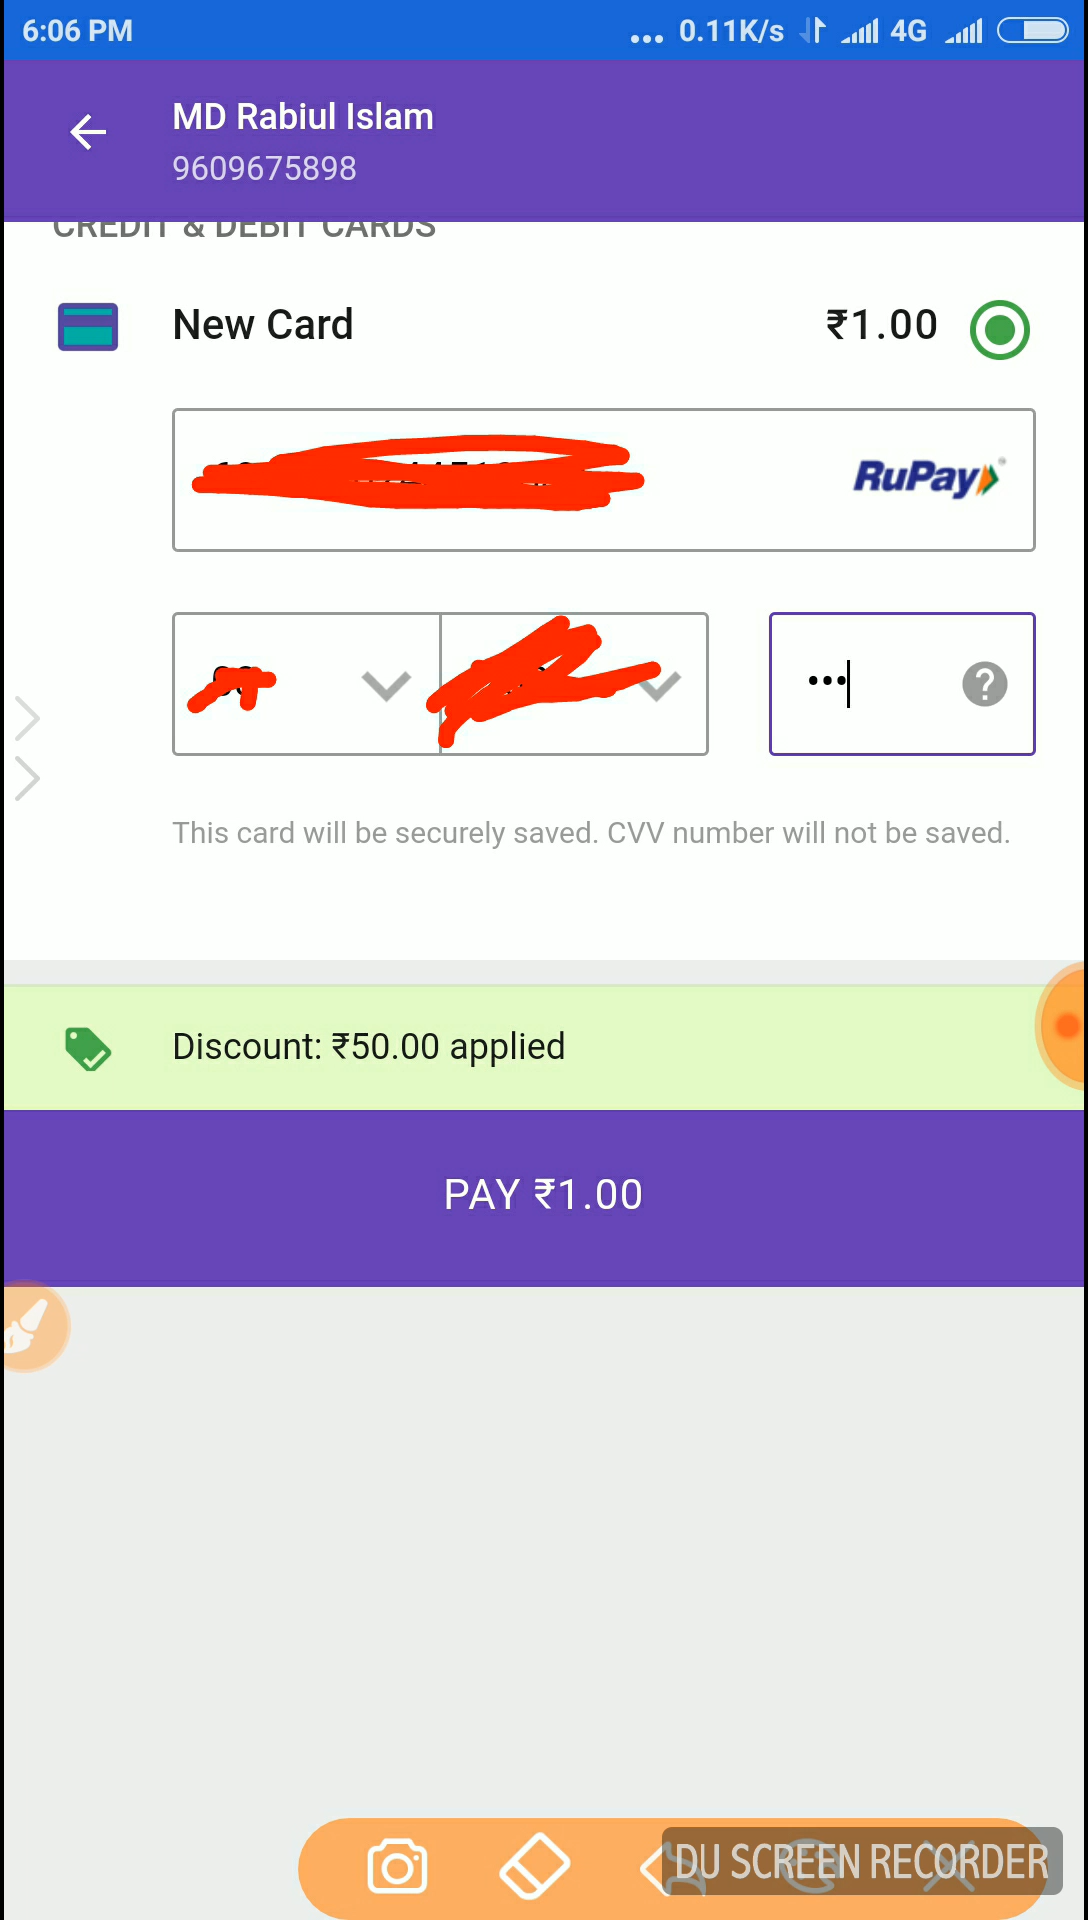 6:06 PM
... 0.11K/s 4G
MD Rabiul Islam
9609675898
CREDIT & DEBIT CARDS
New Card
₹1.00
RuPay
•••
This card will be securely saved. CVV number will not be saved.
Discount: ₹50.00 applied
PAY ₹1.00
DU SCREEN RECORDER